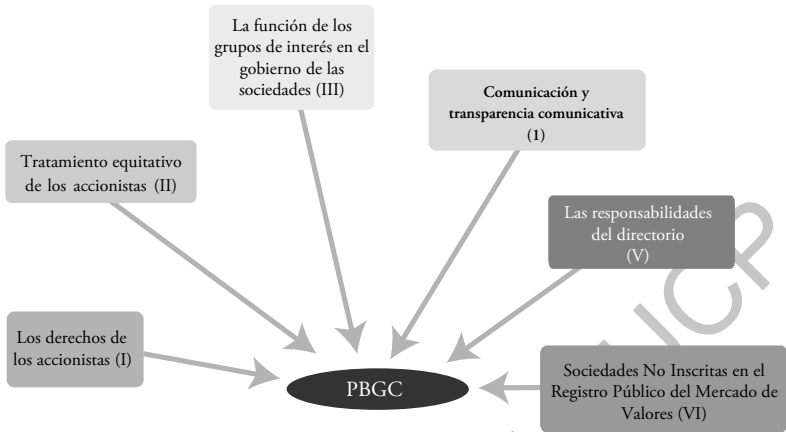 La función de los
grupos de interés en el
gobierno de las
sociedades (III)
Comunicación y
transparencia comunicativa
(1)
Tratamiento equitativo
de los accionistas (II)
Las responsabilidades
del directorio
(V)
Los derechos de
los accionistas (I)
PBGC
Sociedades No Inscritas en el
Registro Público del Mercado de
Valores (VI)